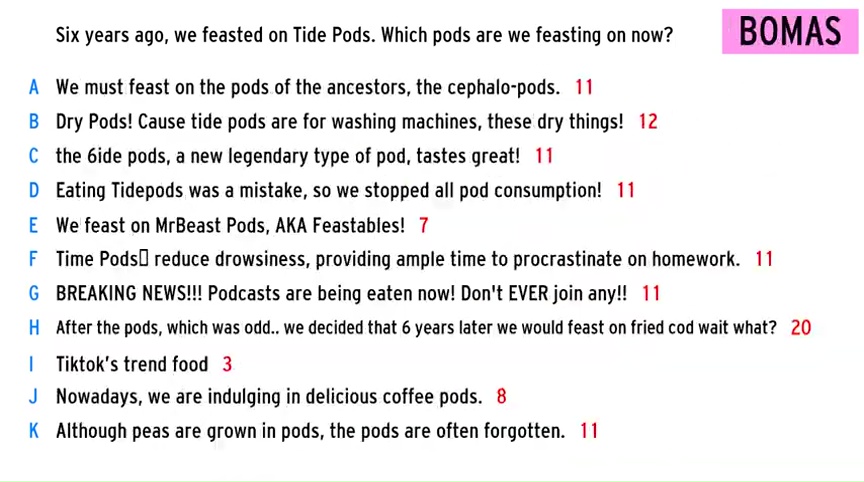 Six years ago, we feasted on Tide Pods. Which pods are we feasting on now?
BOMAS
A We must feast on the pods of the ancestors, the cephalo-pods. 11
B Dry Pods! Cause tide pods are for washing machines, these dry things! 12
C the 6ide pods, a new legendary type of pod, tastes great! 11
D Eating Tidepods was a mistake, so we stopped all pod consumption! 11
E We feast on MrBeast Pods, AKA Feastables! 7
F Time Pods▯ reduce drowsiness, providing ample time to procrastinate on homework. 11
G BREAKING NEWS!!! Podcasts are being eaten now! Don't EVER join any!! 11
H After the pods, which was odd.. we decided that 6 years later we would feast on fried cod wait what? 20
I Tiktok’s trend food 3
J Nowadays, we are indulging in delicious coffee pods. 8
K Although peas are grown in pods, the pods are often forgotten. 11